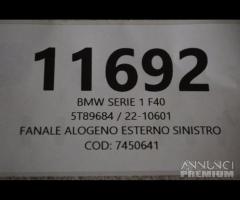 11692
BMW SERIE 1 F40
5T89684 / 22-10601
FANALE ALOGENO ESTERNO SINISTRO
COD: 7450641
ANNUNCI
PREMIUM